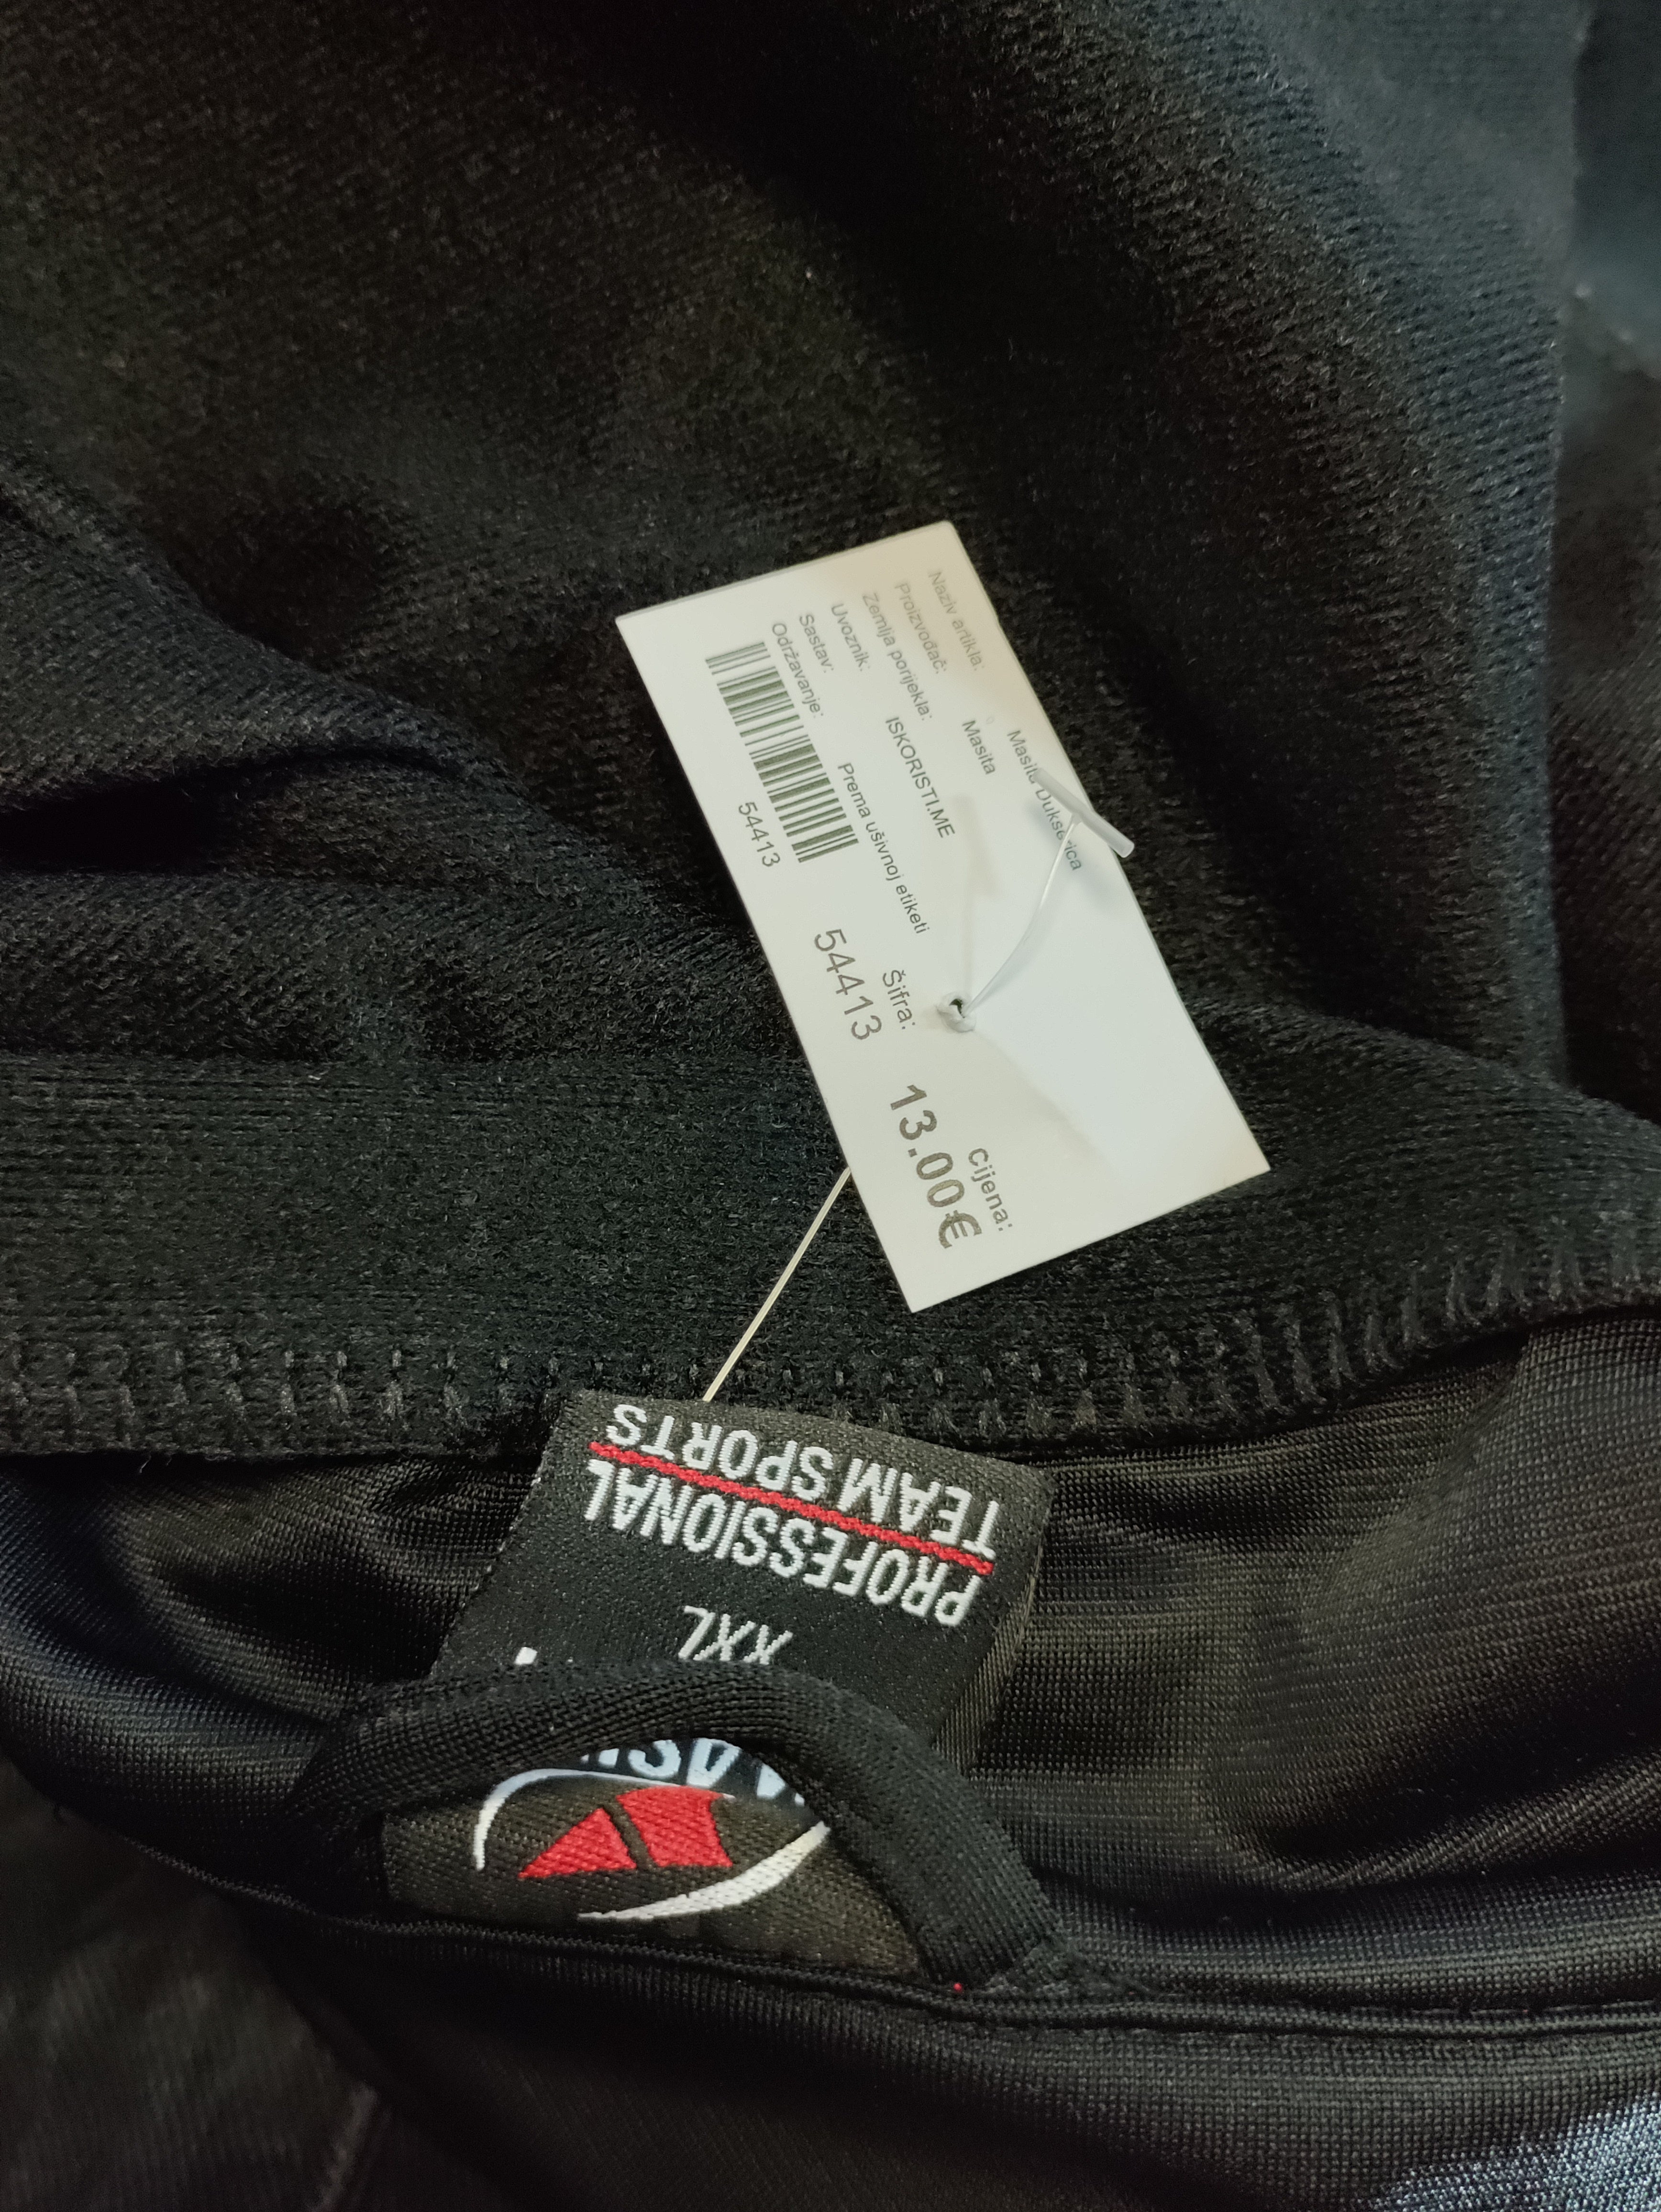 Naziv artikla: Masita Dukserica
Proizvođač: Masita
Zemlja porijekla:
Uvoznik: ISKORISTI.ME
Sastav:
Održavanje: Prema ušivnoj etiketi
54413
Šifra:
54413
Cijena:
13.00€
XXL
PROFESSIONAL
TEAM SPORTS